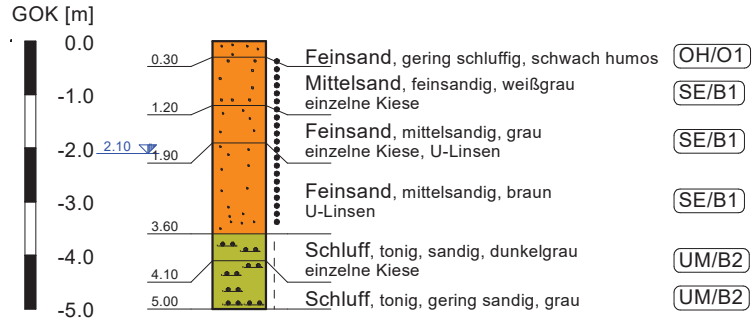 GOK [m]
0.0
0.30
Feinsand, gering schluffig, schwach humos
OH/O1
-1.0
Mittelsand, feinsandig, weißgrau
einzelne Kiese
SE/B1
1.20
-2.0
2.10
1.90
Feinsand, mittelsandig, grau
einzelne Kiese, U-Linsen
SE/B1
-3.0
Feinsand, mittelsandig, braun
U-Linsen
SE/B1
3.60
-4.0
Schluff, tonig, sandig, dunkelgrau
einzelne Kiese
UM/B2
4.10
-5.0
5.00
Schluff, tonig, gering sandig, grau
UM/B2